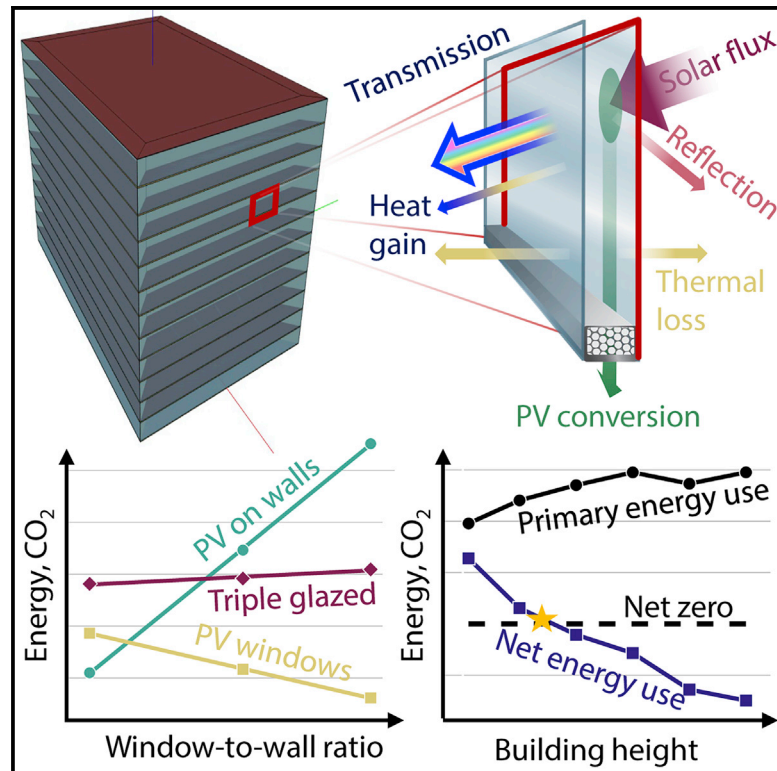 Transmission
Solar flux
Reflection
Heat
gain
Thermal
loss
PV conversion
Energy, CO₂
PV on walls
Triple glazed
PV windows
Window-to-wall ratio
Energy, CO₂
Primary energy use
Net zero
Net energy use
Building height